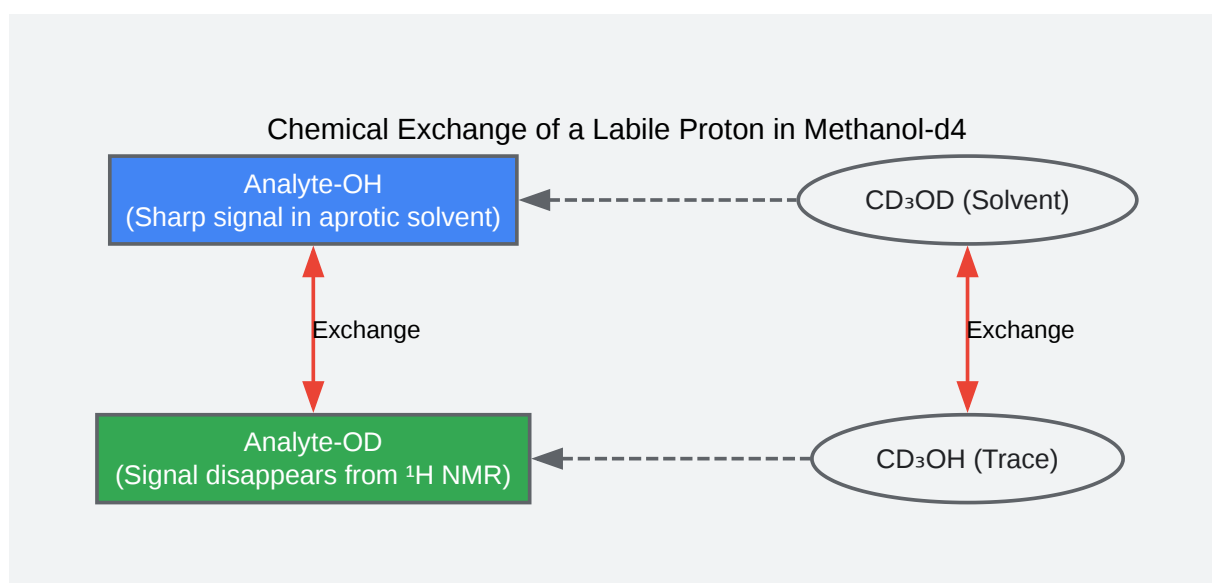 Chemical Exchange of a Labile Proton in Methanol-d4
Analyte-OH
(Sharp signal in aprotic solvent)
CD₃OD (Solvent)
Exchange
Exchange
Analyte-OD
(Signal disappears from ¹H NMR)
CD₃OH (Trace)